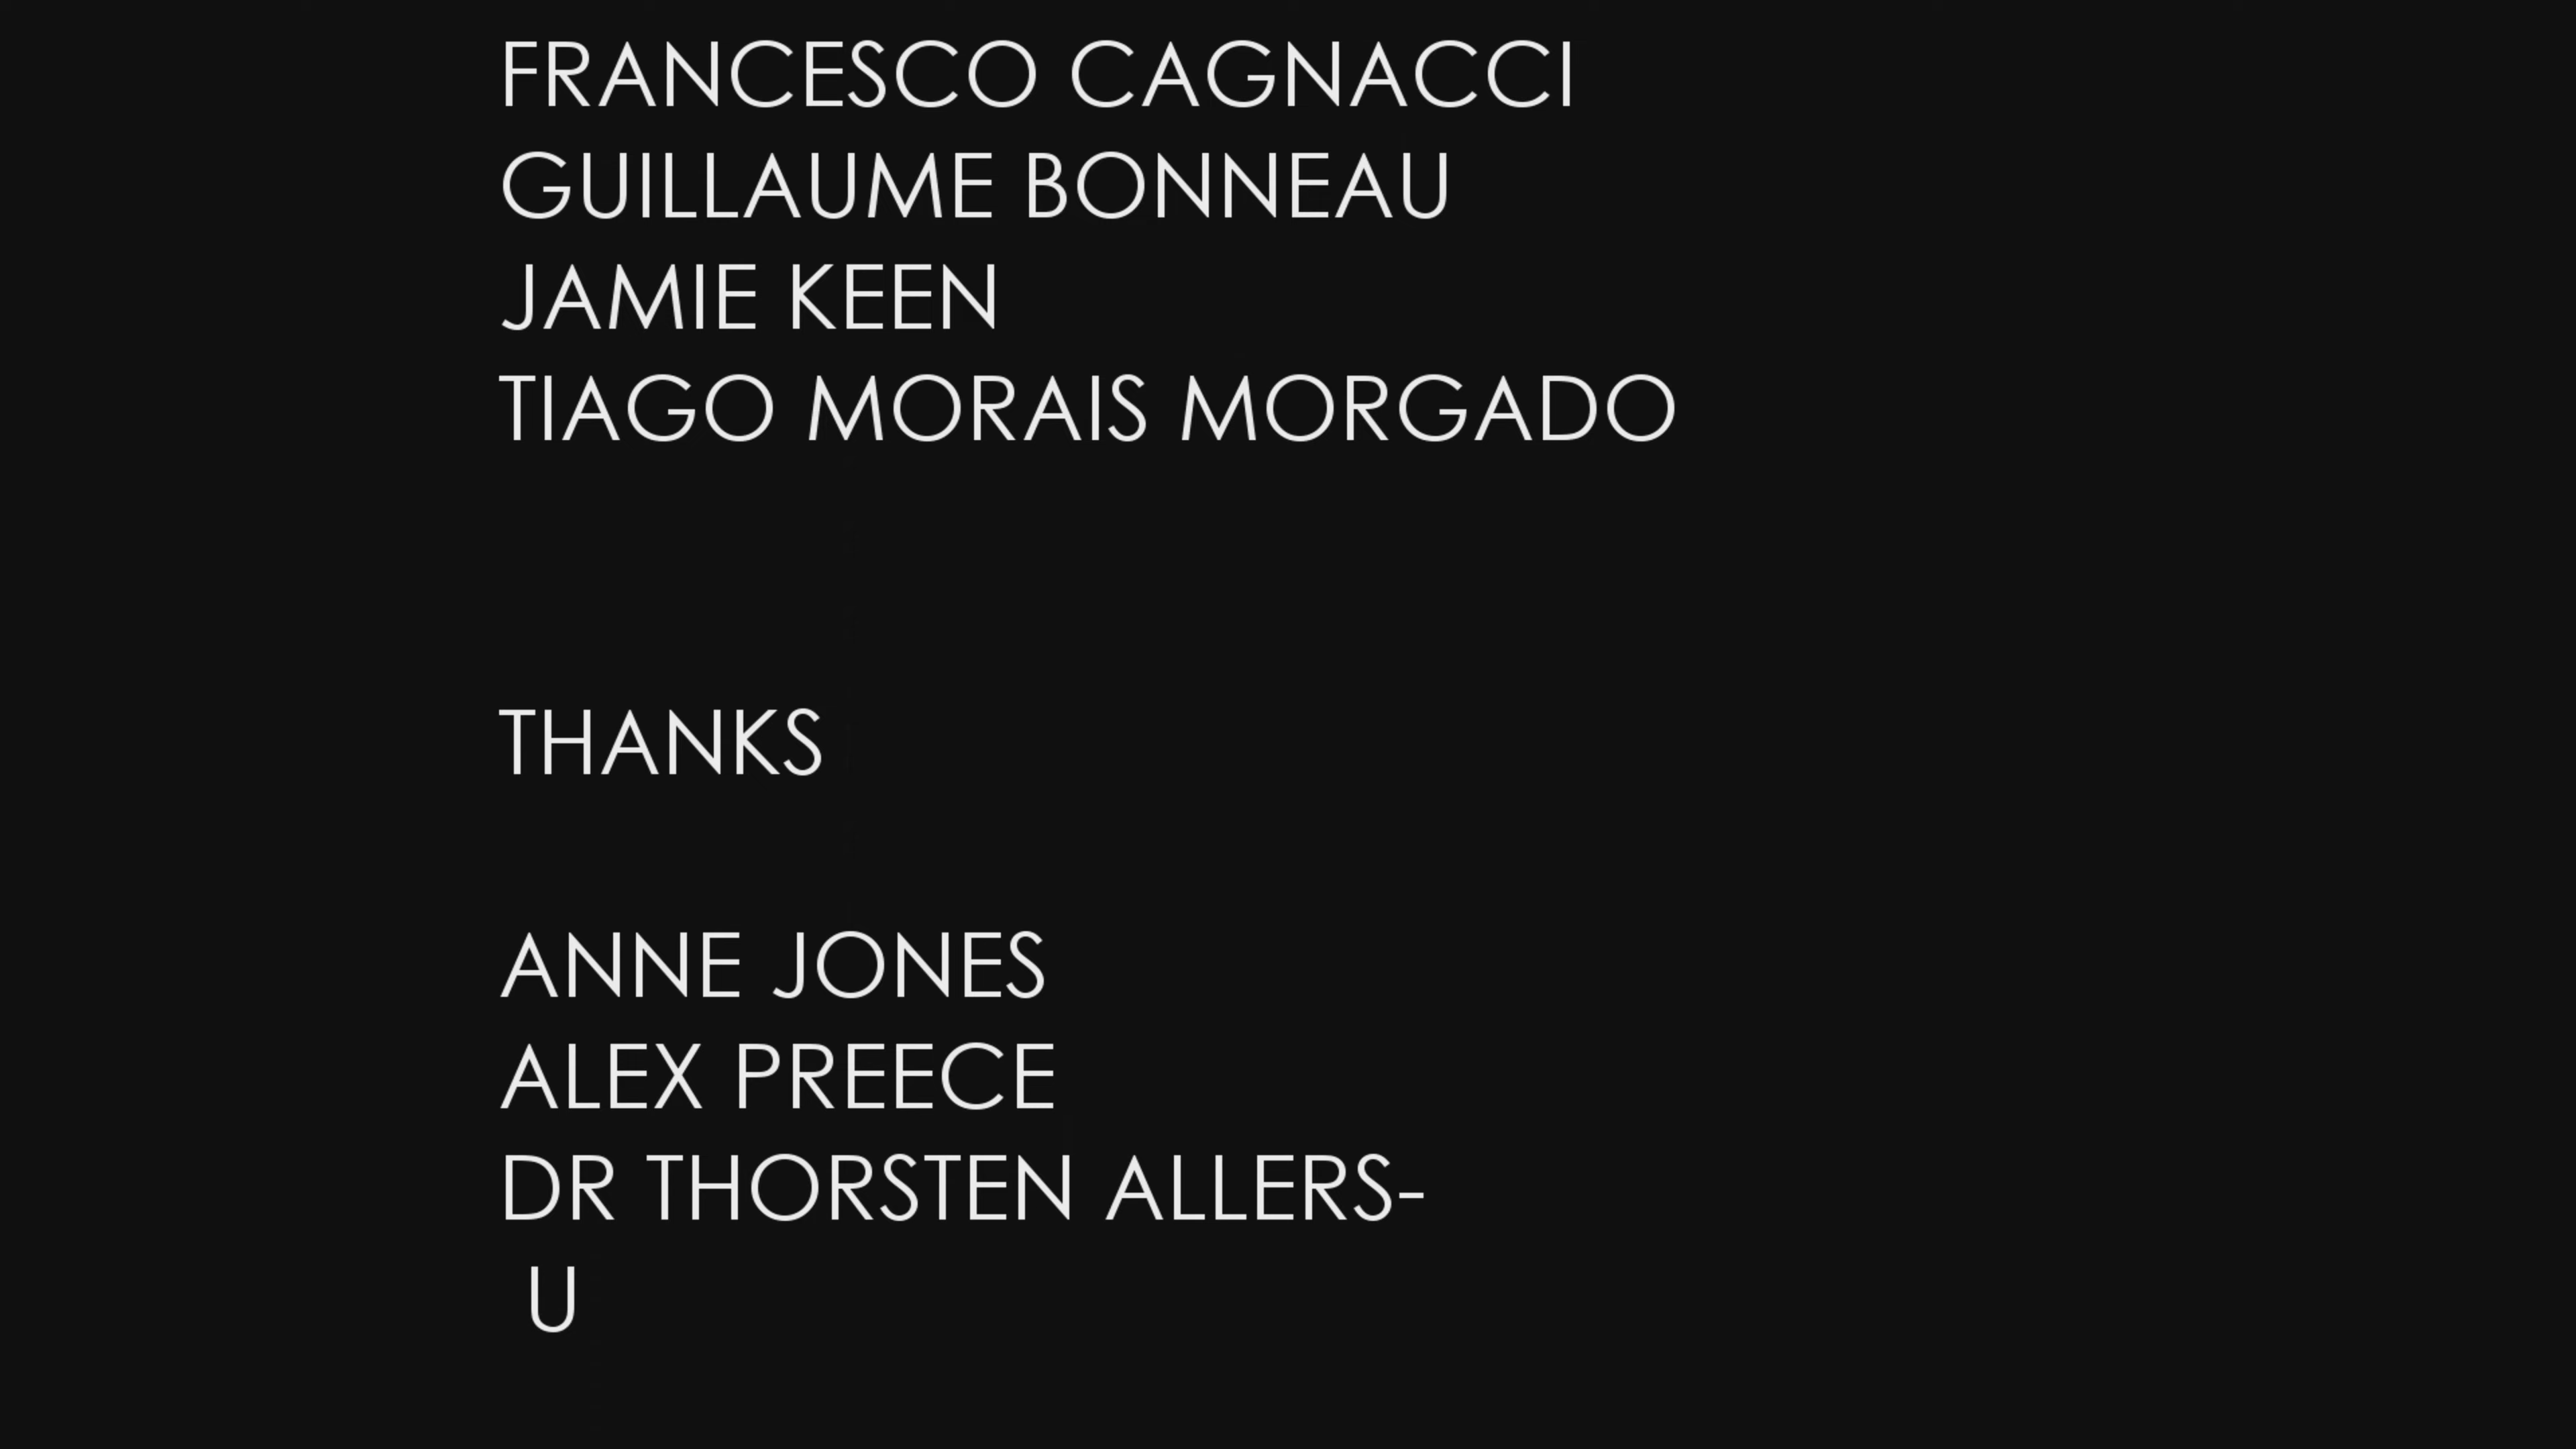 FRANCESCO CAGNACCI
GUILLAUME BONNEAU
JAMIE KEEN
TIAGO MORAIS MORGADO
THANKS
ANNE JONES
ALEX PREECE
DR THORSTEN ALLERS-
U